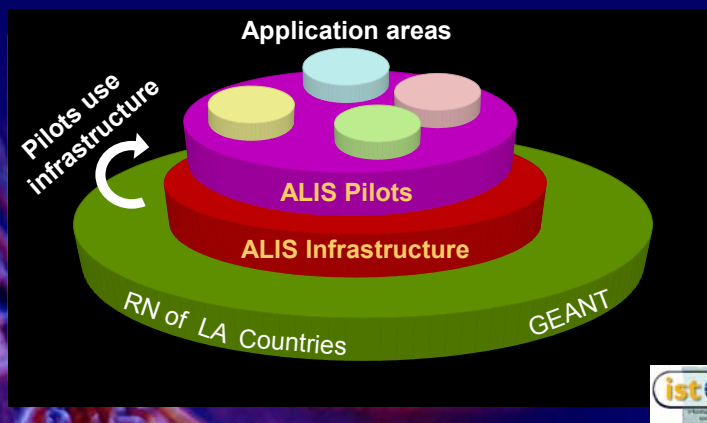 Application areas
Pilots use
infrastructure
ALIS Pilots
ALIS Infrastructure
RN of LA Countries
GEANT
ist